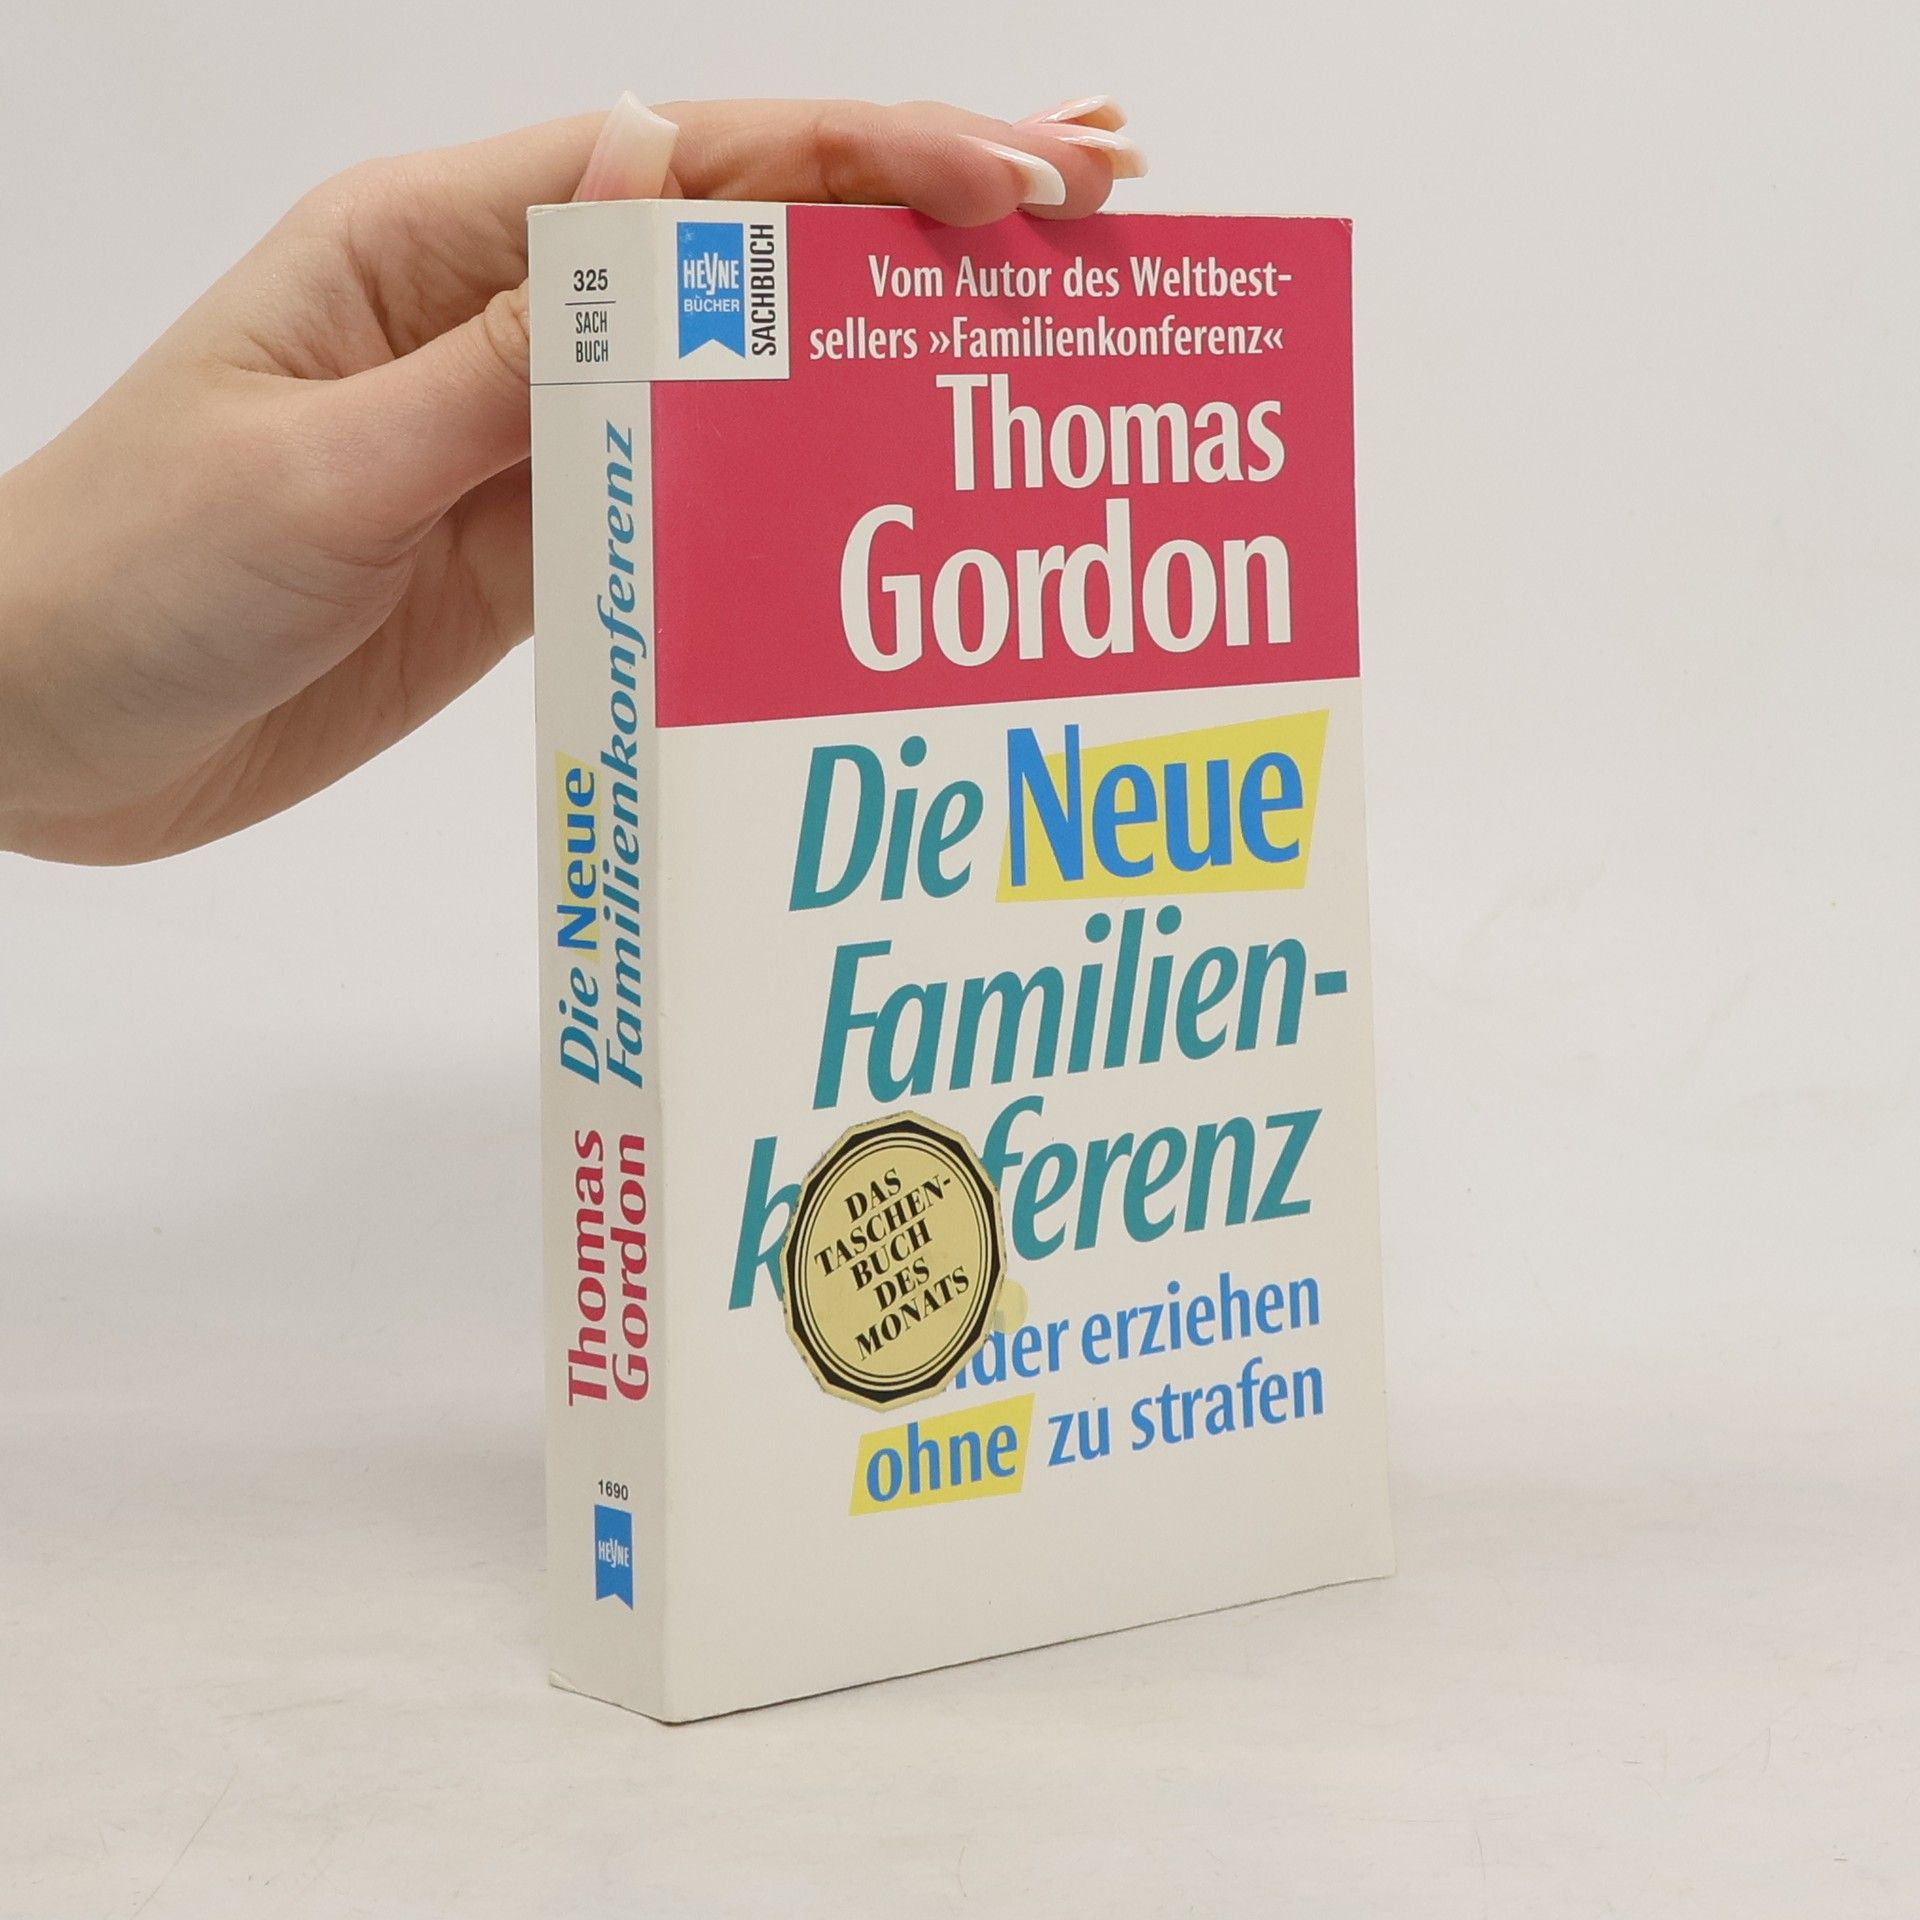 325
SACH
BUCH
Die Neue
Familienkonferenz
Thomas
Gordon
1690
HEYNE
HEYNE
BÜCHER
SACHBUCH
Vom Autor des Weltbest-
sellers »Familienkonferenz«
Thomas
Gordon
Die Neue
Familien-
k ferenz
DAS
TASCHEN-
BUCH
DES
MONATS
der erziehen
ohne zu strafen